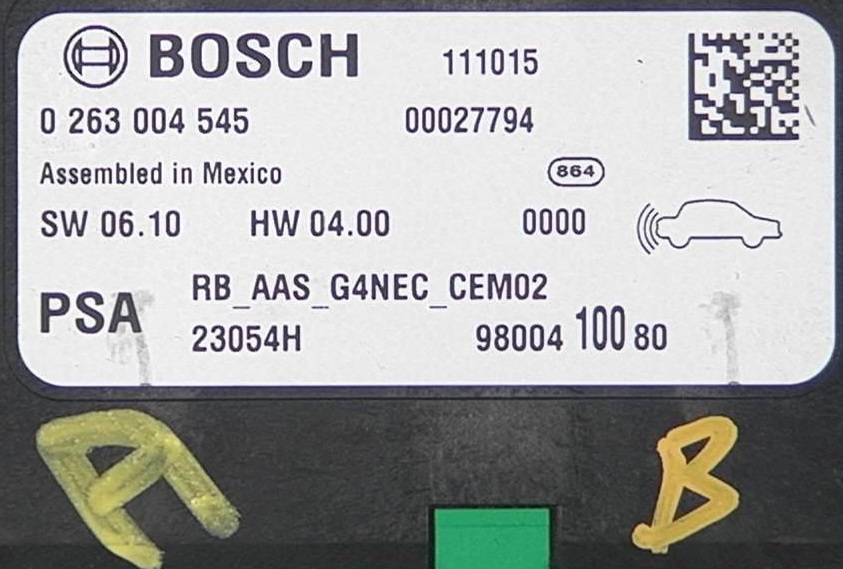 BOSCH 111015
0 263 004 545 00027794
Assembled in Mexico 864
SW 06.10 HW 04.00 0000
PSA RB_AAS_G4NEC_CEM02
23054H 98004 100 80
A B